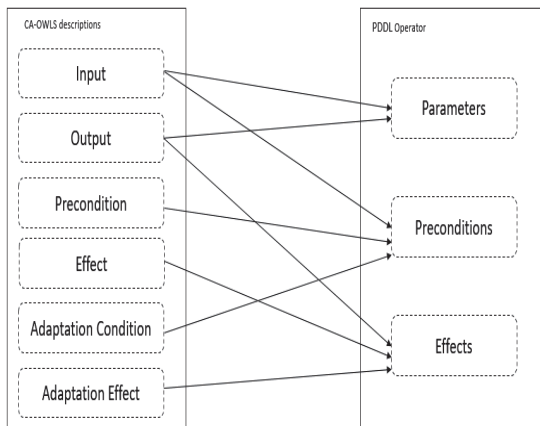 CA-OWLS descriptions
Input
Output
Precondition
Effect
Adaptation Condition
Adaptation Effect
PDDL Operator
Parameters
Preconditions
Effects